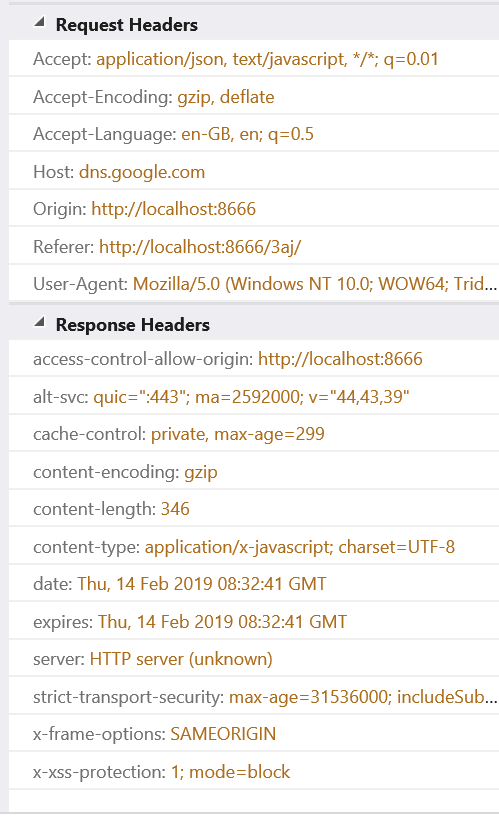 Request Headers
Accept: application/json, text/javascript, */*; q=0.01
Accept-Encoding: gzip, deflate
Accept-Language: en-GB, en; q=0.5
Host: dns.google.com
Origin: http://localhost:8666
Referer: http://localhost:8666/3aj/
User-Agent: Mozilla/5.0 (Windows NT 10.0; WOW64; Trid...
Response Headers
access-control-allow-origin: http://localhost:8666
alt-svc: quic=":443"; ma=2592000; v="44,43,39"
cache-control: private, max-age=299
content-encoding: gzip
content-length: 346
content-type: application/x-javascript; charset=UTF-8
date: Thu, 14 Feb 2019 08:32:41 GMT
expires: Thu, 14 Feb 2019 08:32:41 GMT
server: HTTP server (unknown)
strict-transport-security: max-age=31536000; includeSub...
x-frame-options: SAMEORIGIN
x-xss-protection: 1; mode=block